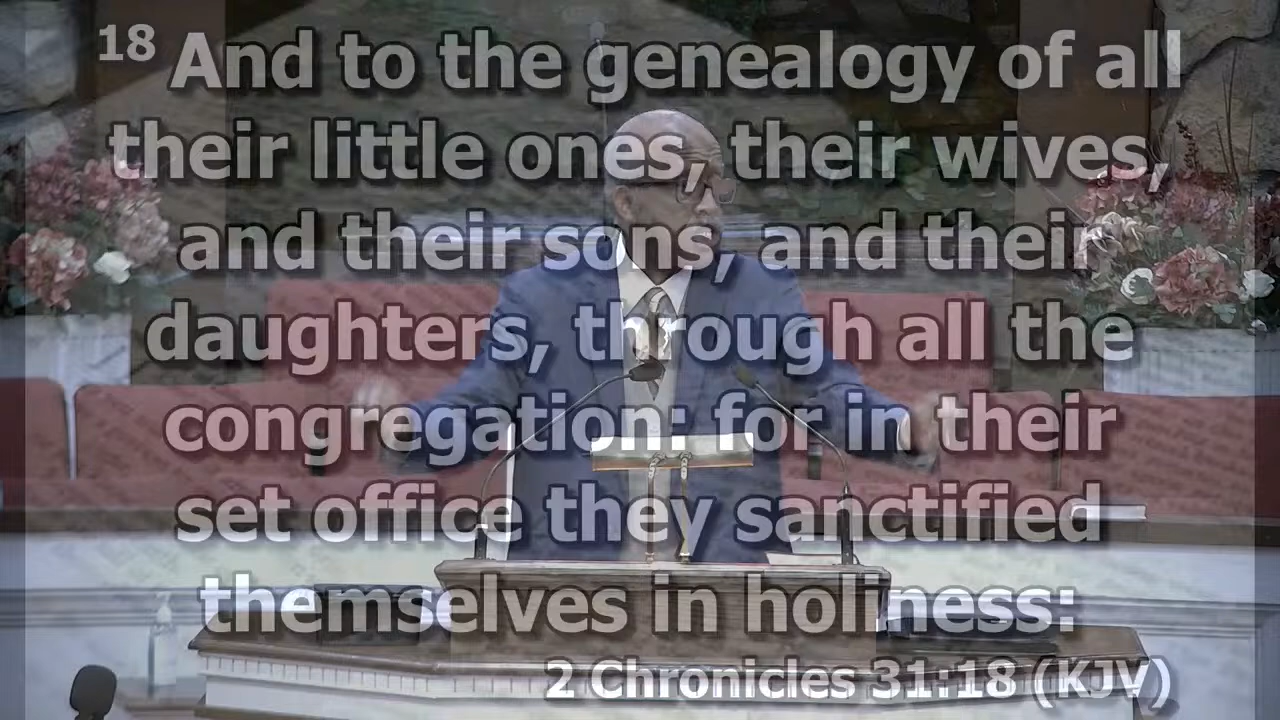 18 And to the genealogy of all
their little ones, their wives,
and their sons, and their
daughters, through all the
congregation: for in their
set office they sanctified
themselves in holiness:
2 Chronicles 31:18 (KJV)